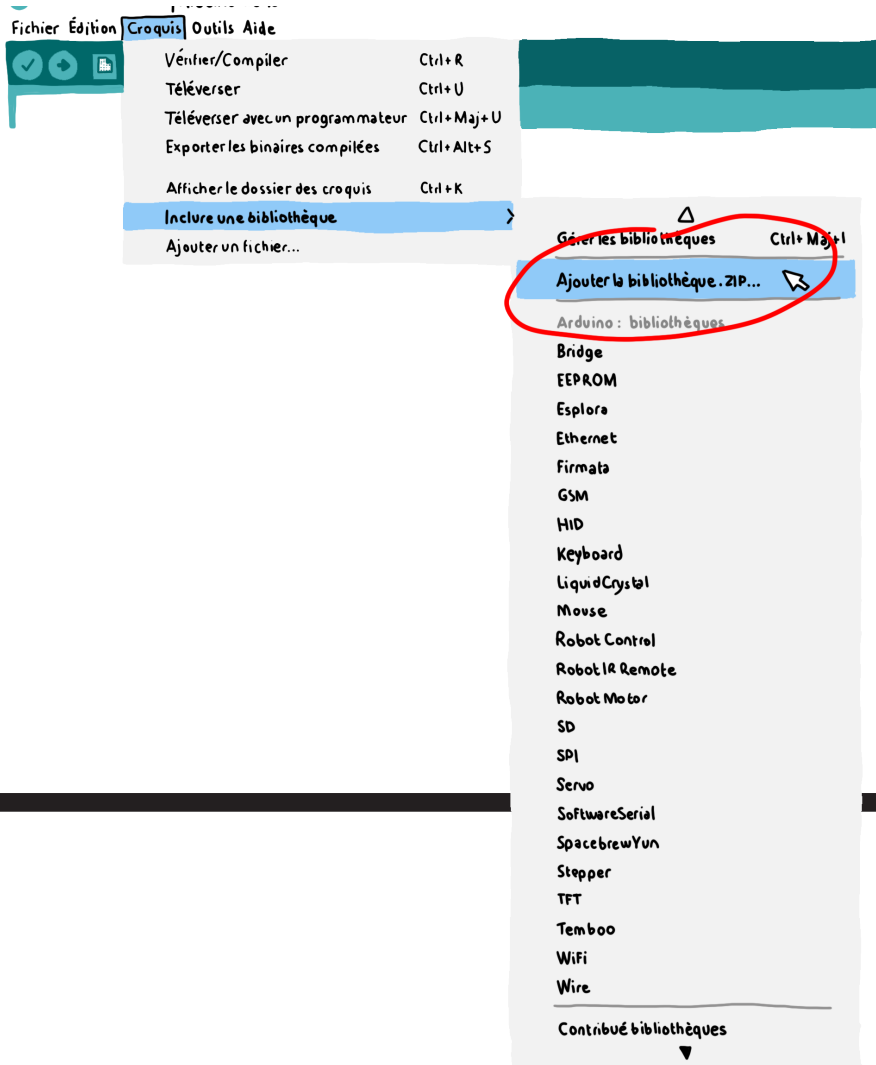 Fichier Édition Croquis Outils Aide
Vérifier/Compiler Ctrl+R
Téléverser Ctrl+U
Téléverser avec un programmateur Ctrl+Maj+U
Exporter les binaires compilées Ctrl+Alt+S
Afficher le dossier des croquis Ctrl+K
Inclure une bibliothèque >
Ajouter un fichier...
Gérer les bibliothèques Ctrl+Maj+I
Ajouter la bibliothèque .ZIP...
Arduino : bibliothèques
Bridge
EEPROM
Esplora
Ethernet
Firmata
GSM
HID
Keyboard
LiquidCrystal
Mouse
Robot Control
Robot IR Remote
Robot Motor
SD
SPI
Servo
SoftwareSerial
SpacebrewYun
Stepper
TFT
Temboo
WiFi
Wire
Contribué bibliothèques